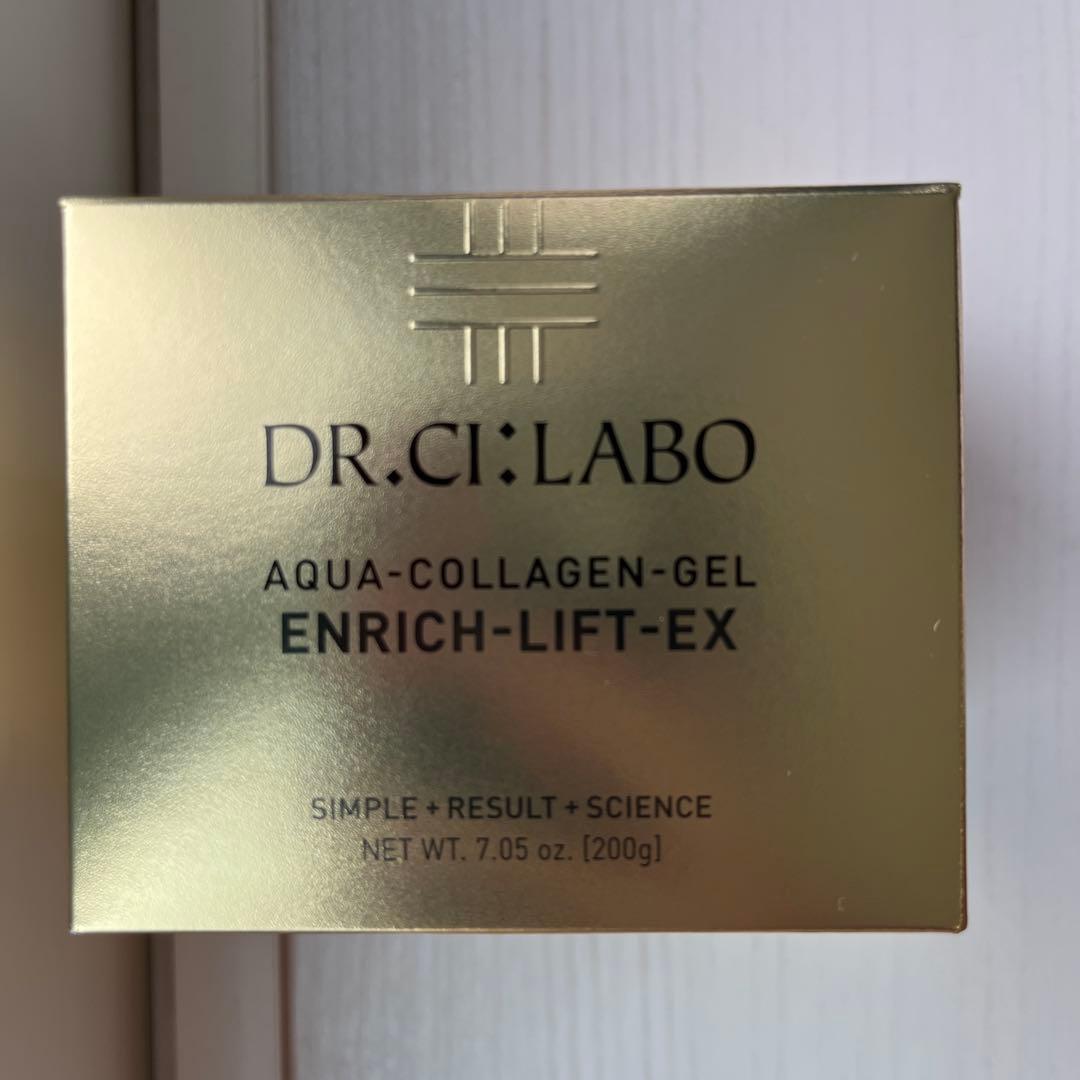 DR.CI:LABO
AQUA-COLLAGEN-GEL
ENRICH-LIFT-EX
SIMPLE + RESULT + SCIENCE
NET WT. 7.05 oz. [200g]